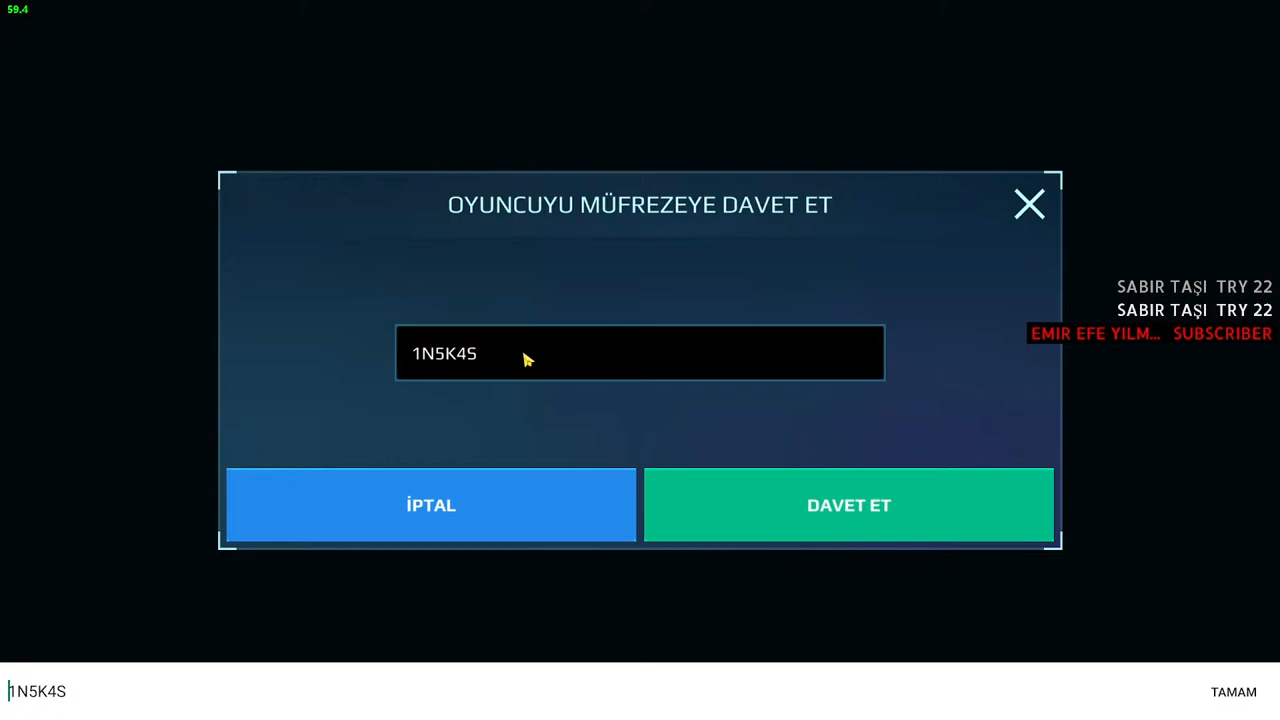 59.4
OYUNCUYU MÜFREZEYE DAVET ET
SABIR TAŞI TRY 22
SABIR TAŞI TRY 22
EMIR EFE YILM... SUBSCRIBER
1N5K4S
İPTAL
DAVET ET
1N5K4S
TAMAM